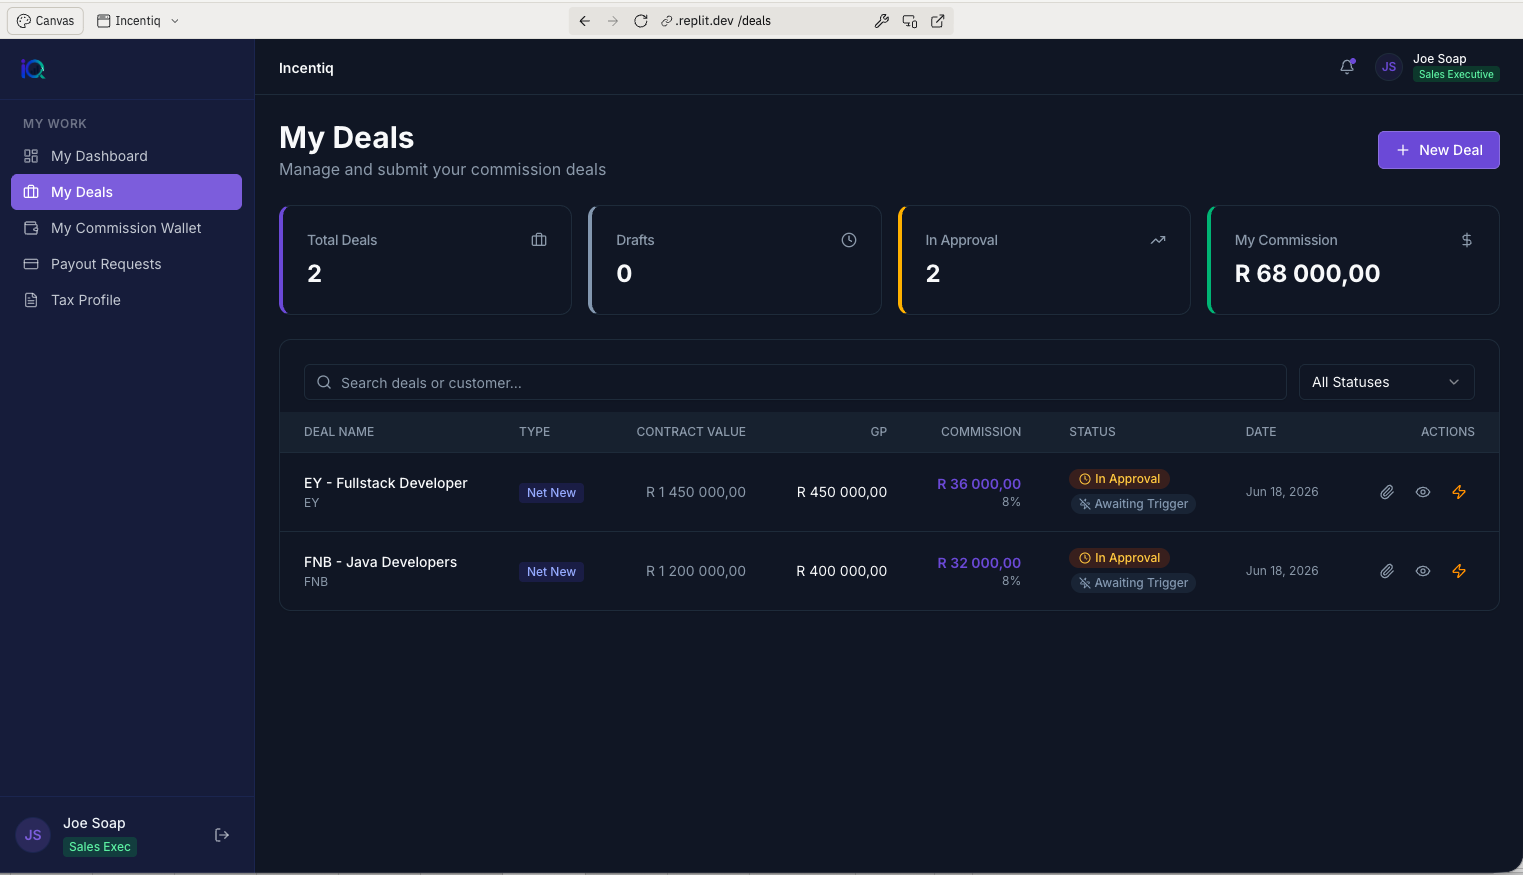 Canvas
Incentiq
.replit.dev /deals
iQ
Incentiq
JS
Joe Soap
Sales Executive
MY WORK
My Dashboard
My Deals
My Commission Wallet
Payout Requests
Tax Profile
My Deals
Manage and submit your commission deals
New Deal
Total Deals
2
Drafts
0
In Approval
2
My Commission
R 68 000,00
Search deals or customer...
All Statuses
DEAL NAME TYPE CONTRACT VALUE GP COMMISSION STATUS DATE ACTIONS
EY - Fullstack Developer
EY
Net New
R 1 450 000,00
R 450 000,00
R 36 000,00
8%
In Approval
Awaiting Trigger
Jun 18, 2026
FNB - Java Developers
FNB
Net New
R 1 200 000,00
R 400 000,00
R 32 000,00
8%
In Approval
Awaiting Trigger
Jun 18, 2026
JS
Joe Soap
Sales Exec